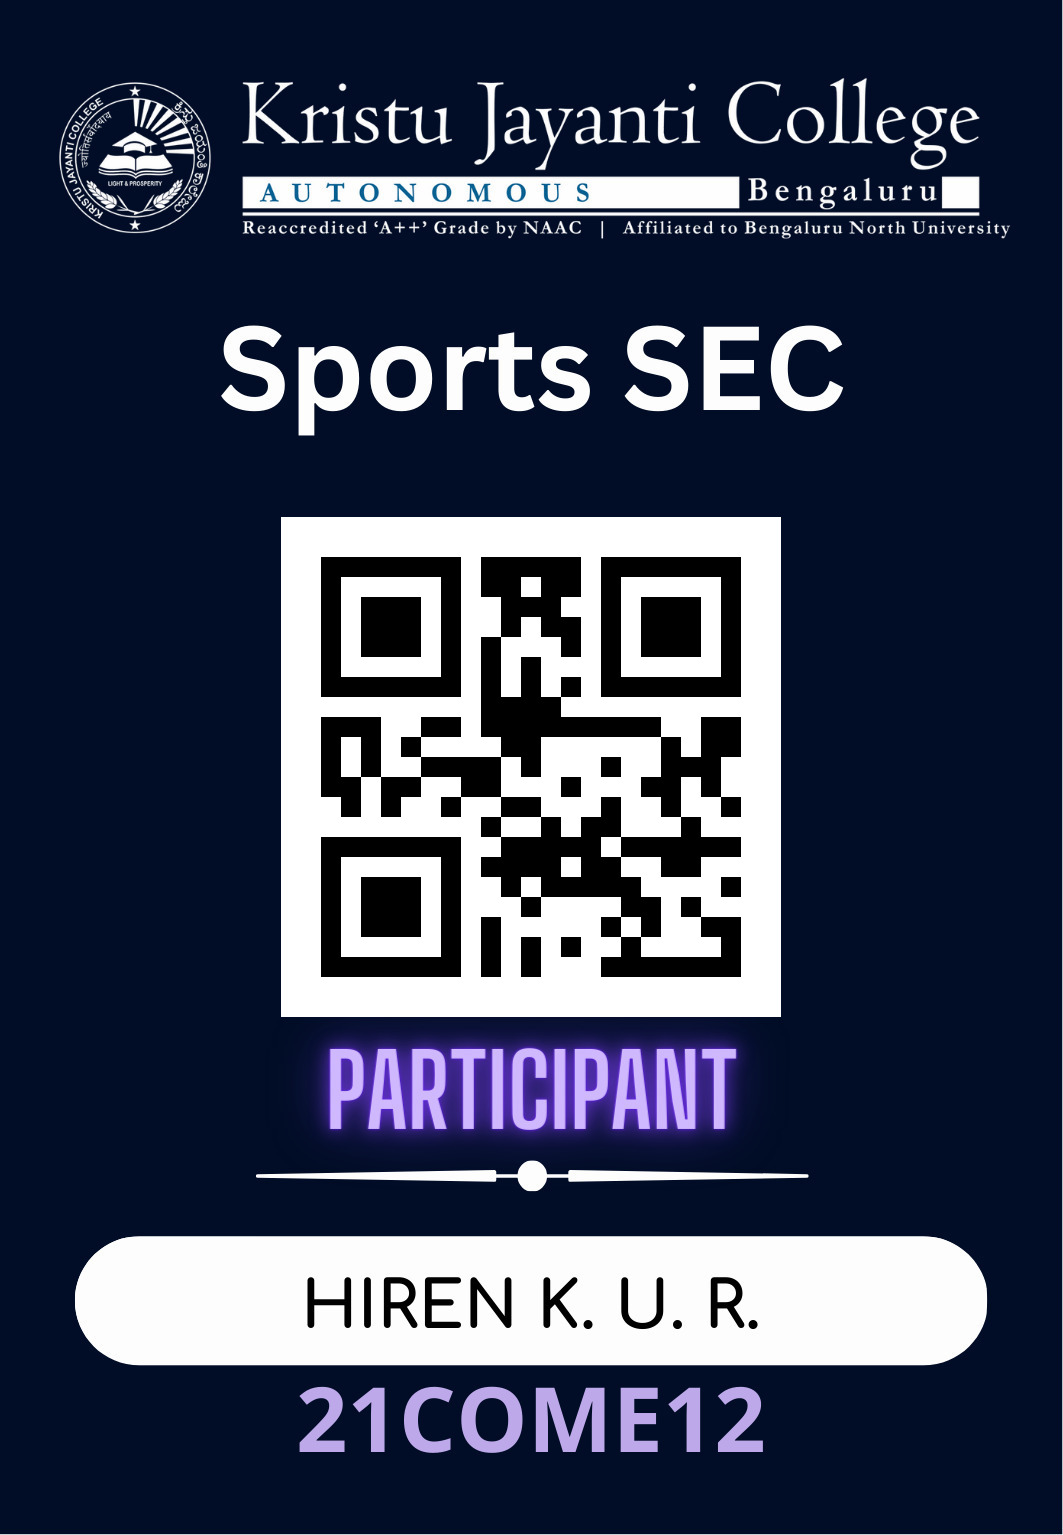 KRISTU JAYANTI COLLEGE
ಕ್ರಿಸ್ತು ಜಯಂತಿ ಕಾಲೇಜು
LIGHT & PROSPERITY
Kristu Jayanti College
AUTONOMOUS Bengaluru
Reaccredited ‘A++’ Grade by NAAC | Affiliated to Bengaluru North University
Sports SEC
PARTICIPANT
HIREN K. U. R.
21COME12